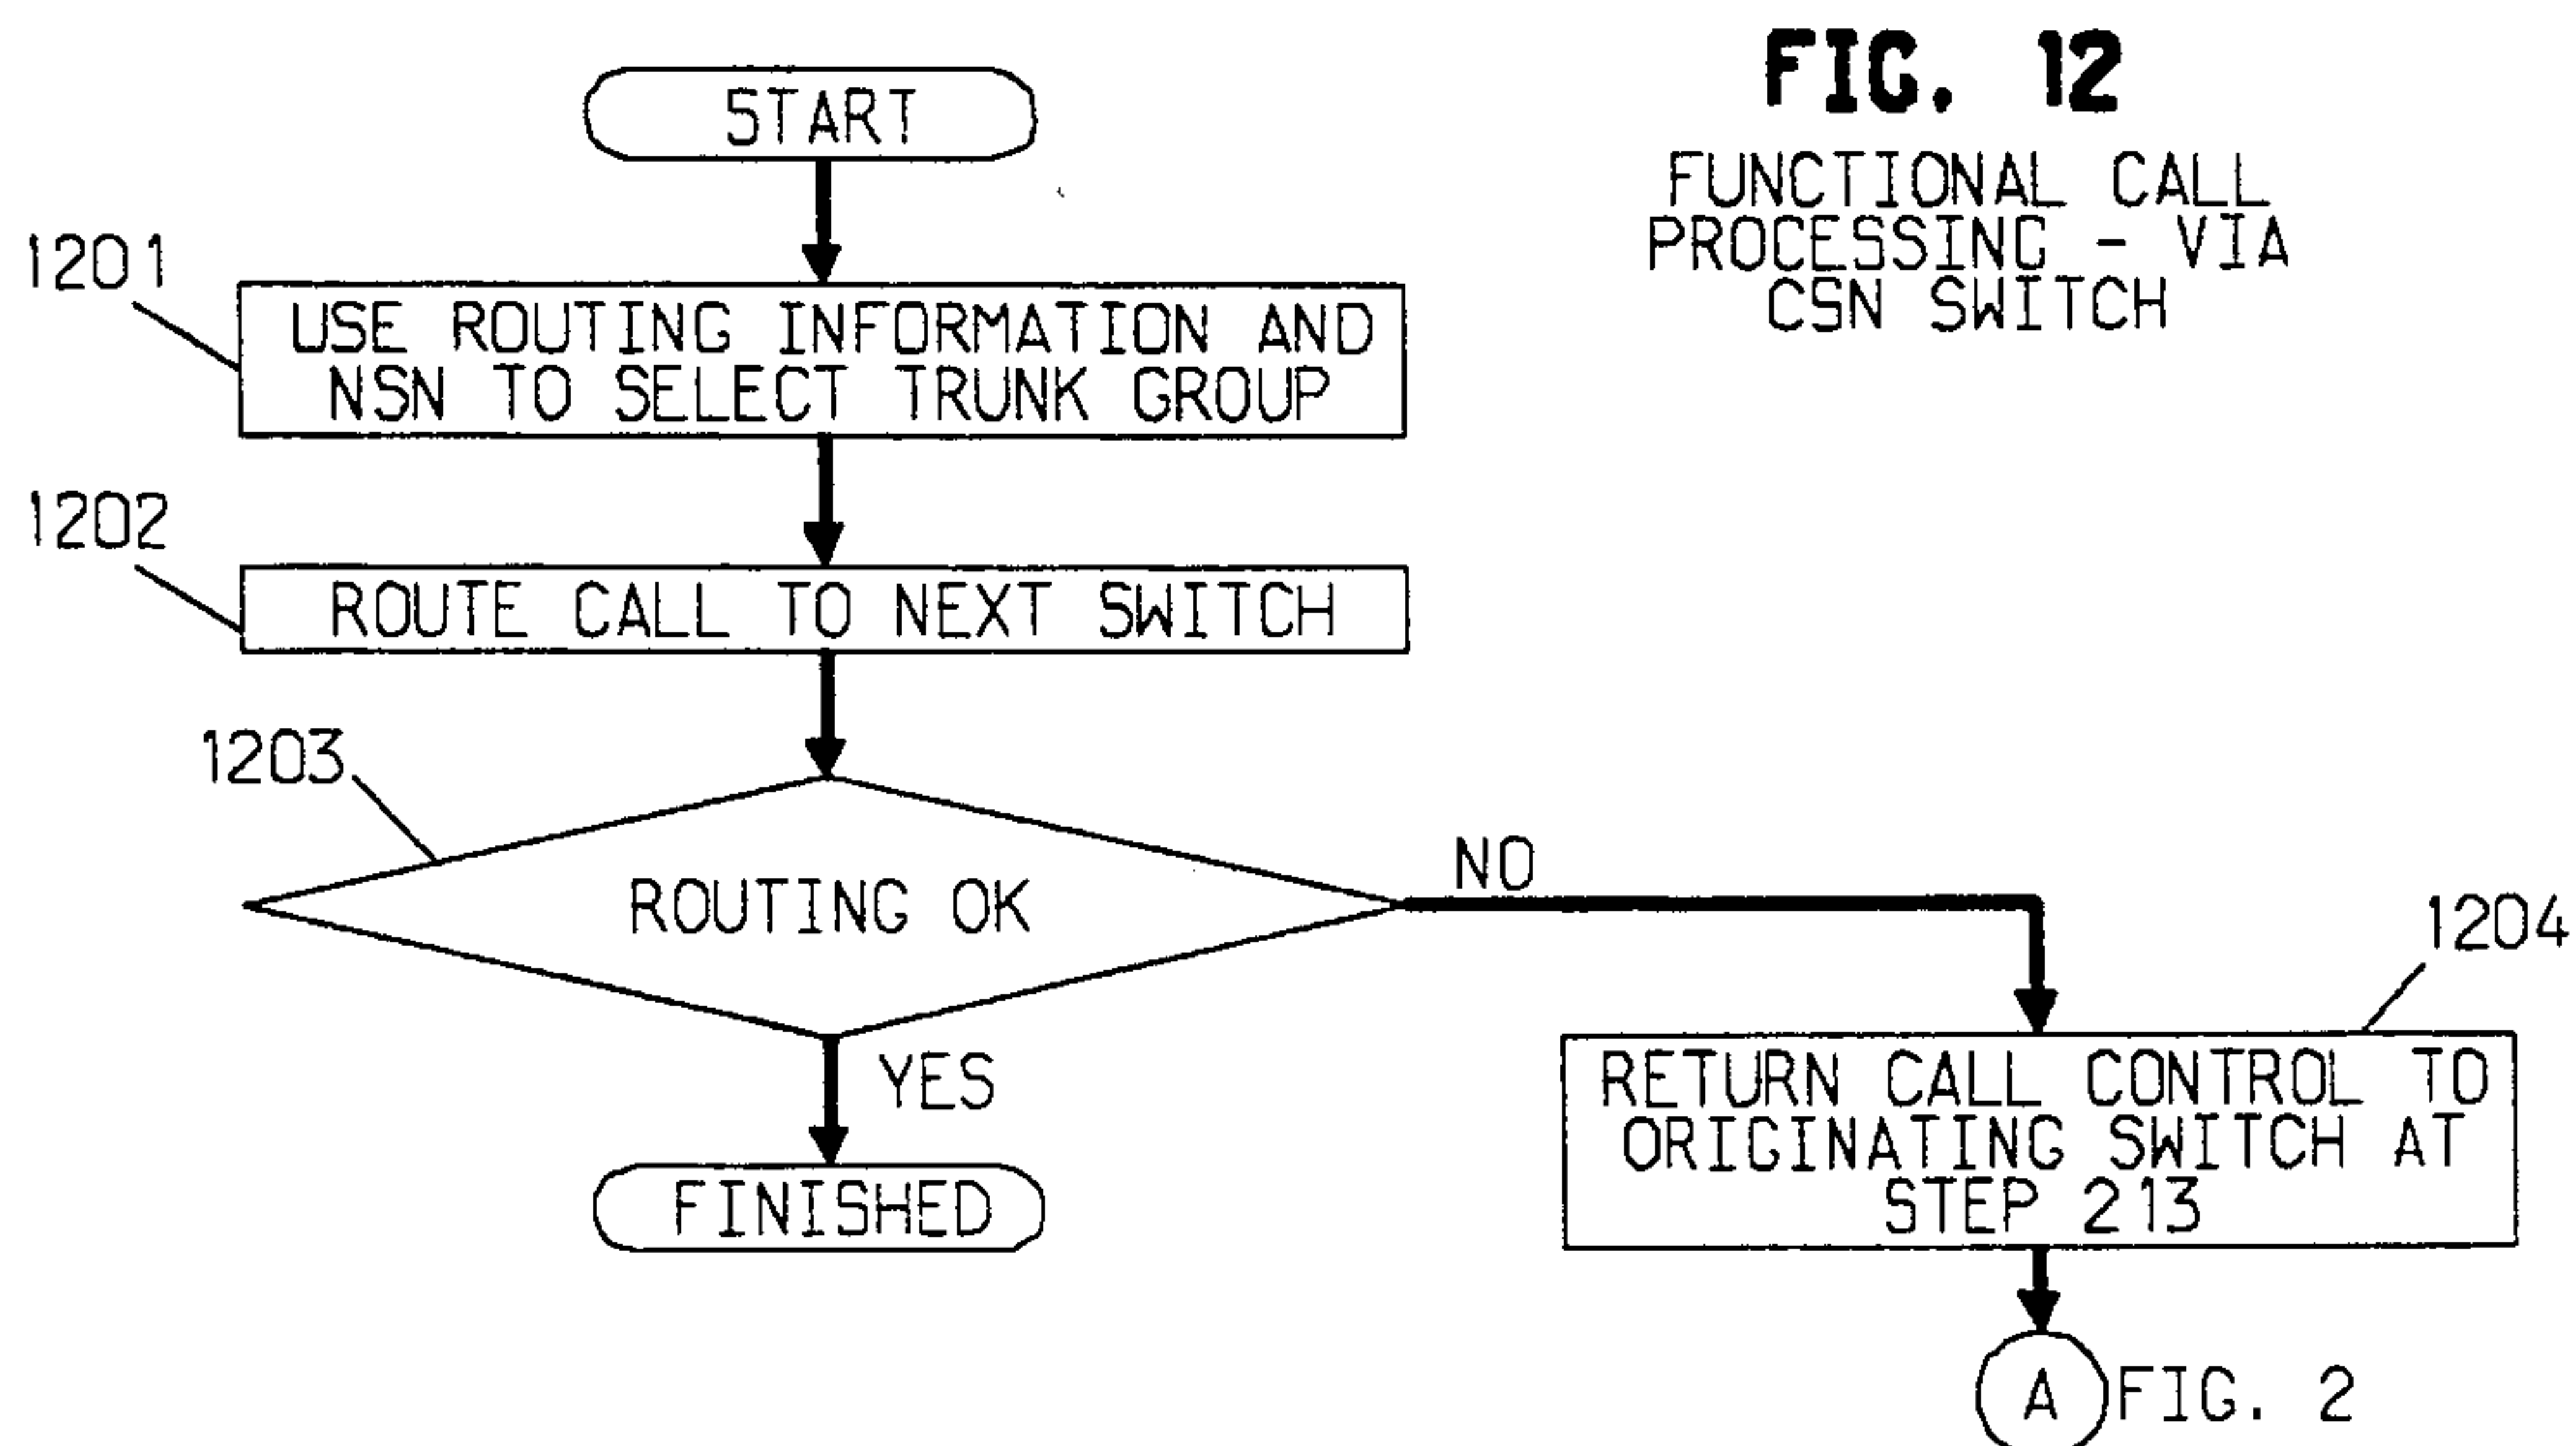 FIG. 12
FUNCTIONAL CALL
PROCESSING - VIA
CSN SWITCH
START
1201
USE ROUTING INFORMATION AND
NSN TO SELECT TRUNK GROUP
1202
ROUTE CALL TO NEXT SWITCH
1203
ROUTING OK
NO
YES
FINISHED
1204
RETURN CALL CONTROL TO
ORIGINATING SWITCH AT
STEP 213
A FIG. 2